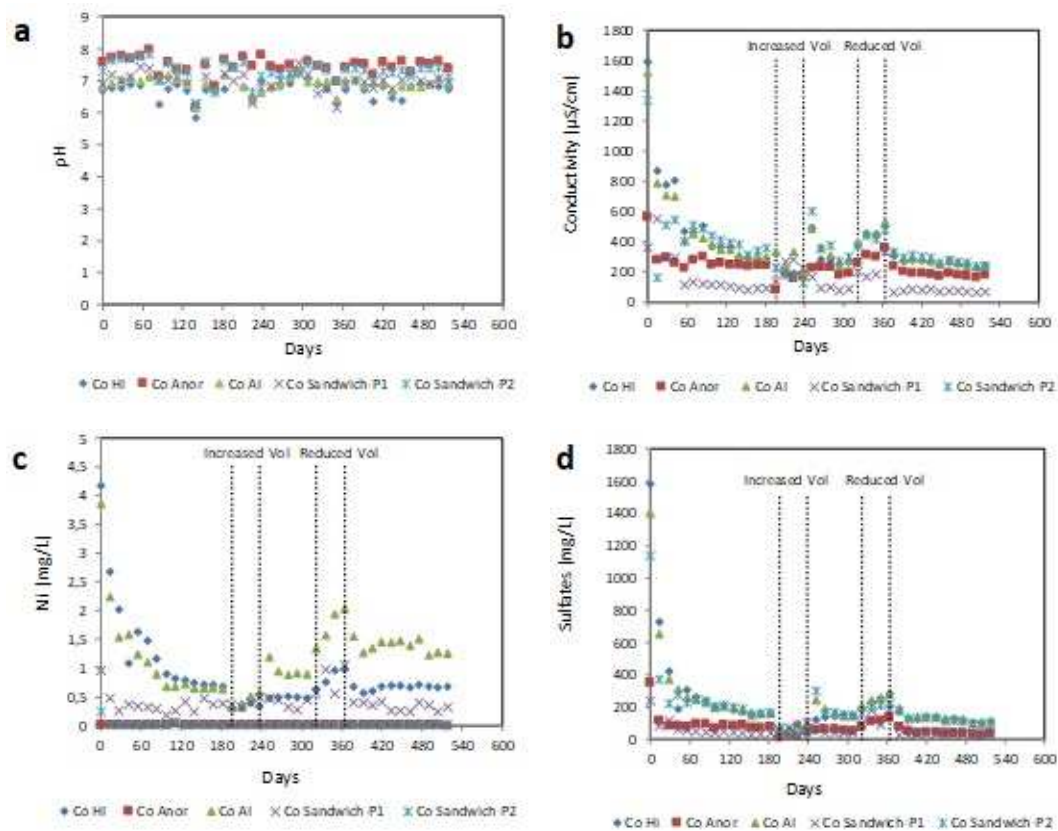 a
9
8
7
6
5
4
3
2
1
0
pH
0 60 120 180 240 300 360 420 480 540 600
Days
Co HI Co Anor Co AI Co Sandwich-P1 Co Sandwich-P2
b
1800
1600
1400
1200
1000
800
600
400
200
0
Conductivity [µS/cm]
Increased Vol Reduced Vol
0 60 120 180 240 300 360 420 480 540 600
Days
Co HI Co Anor Co AI Co Sandwich-P1 Co Sandwich-P2
c
5
4,5
4
3,5
3
2,5
2
1,5
1
0,5
0
Ni [mg/L]
Increased Vol Reduced Vol
0 60 120 180 240 300 360 420 480 540 600
Days
Co HI Co Anor Co AI Co Sandwich-P1 Co Sandwich-P2
d
1800
1600
1400
1200
1000
800
600
400
200
0
Sulfates [mg/L]
Increased Vol Reduced Vol
0 60 120 180 240 300 360 420 480 540 600
Days
Co HI Co Anor Co AI Co Sandwich-P1 Co Sandwich-P2